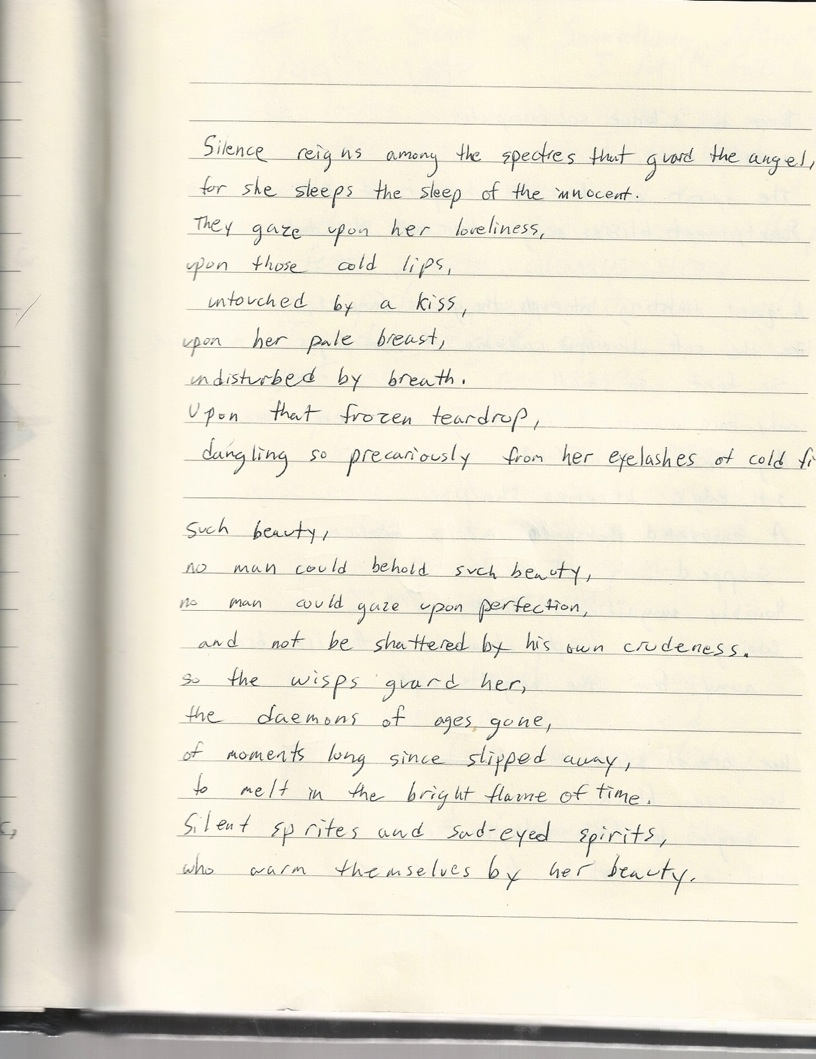 Silence reigns among the spectres that guard the angel,
for she sleeps the sleep of the innocent.
They gaze upon her loveliness,
upon those cold lips,
untouched by a kiss,
upon her pale breast,
undisturbed by breath.
Upon that frozen teardrop,
dangling so precariously from her eyelashes of cold
Such beauty,
no man could behold such beauty,
no man could gaze upon perfection,
and not be shattered by his own crudeness.
so the wisps guard her,
the daemons of ages gone,
of moments long since slipped away,
to melt in the bright flame of time.
Silent sprites and sad-eyed spirits,
who warm themselves by her beauty.